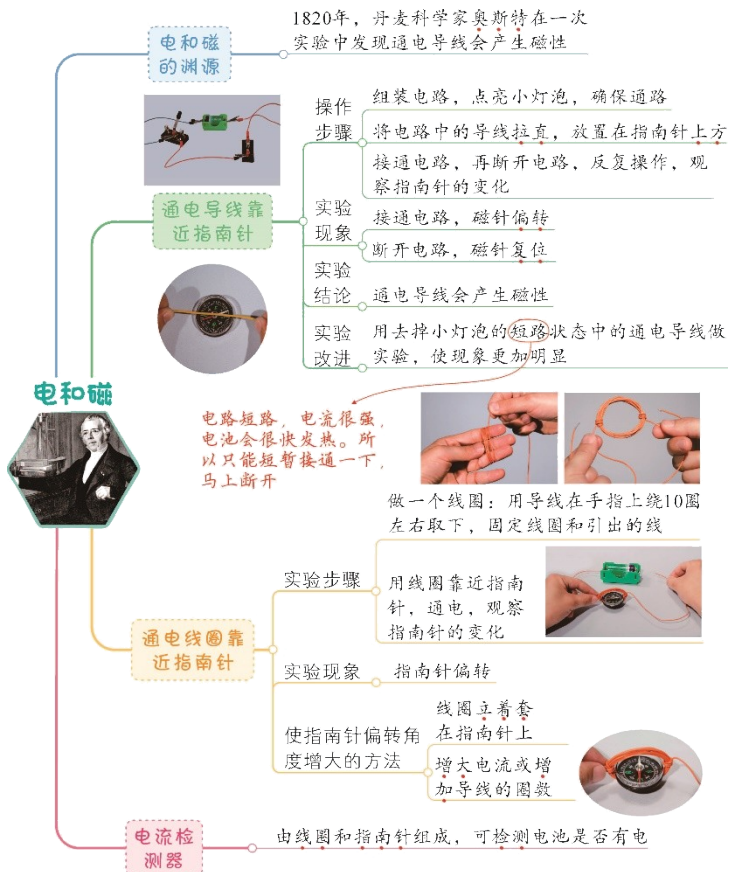 电和磁
电和磁
的渊源
1820年，丹麦科学家奥斯特在一次
实验中发现通电导线会产生磁性
通电导线靠
近指南针
操作
步骤
组装电路，点亮小灯泡，确保通路
将电路中的导线拉直，放置在指南针上方
接通电路，再断开电路，反复操作，观
察指南针的变化
实验
现象
接通电路，磁针偏转
断开电路，磁针复位
实验
结论
通电导线会产生磁性
实验
改进
用去掉小灯泡的短路状态中的通电导线做
实验，使现象更加明显
电路短路，电流很强，
电池会很快发热。所
以只能短暂接通一下，
马上断开
通电线圈靠
近指南针
实验步骤
做一个线圈：用导线在手指上绕10圈
左右取下，固定线圈和引出的线
用线圈靠近指南
针，通电，观察
指南针的变化
实验现象
指南针偏转
使指南针偏转角
度增大的方法
线圈立着套
在指南针上
增大电流或增
加导线的圈数
电流检
测器
由线圈和指南针组成，可检测电池是否有电